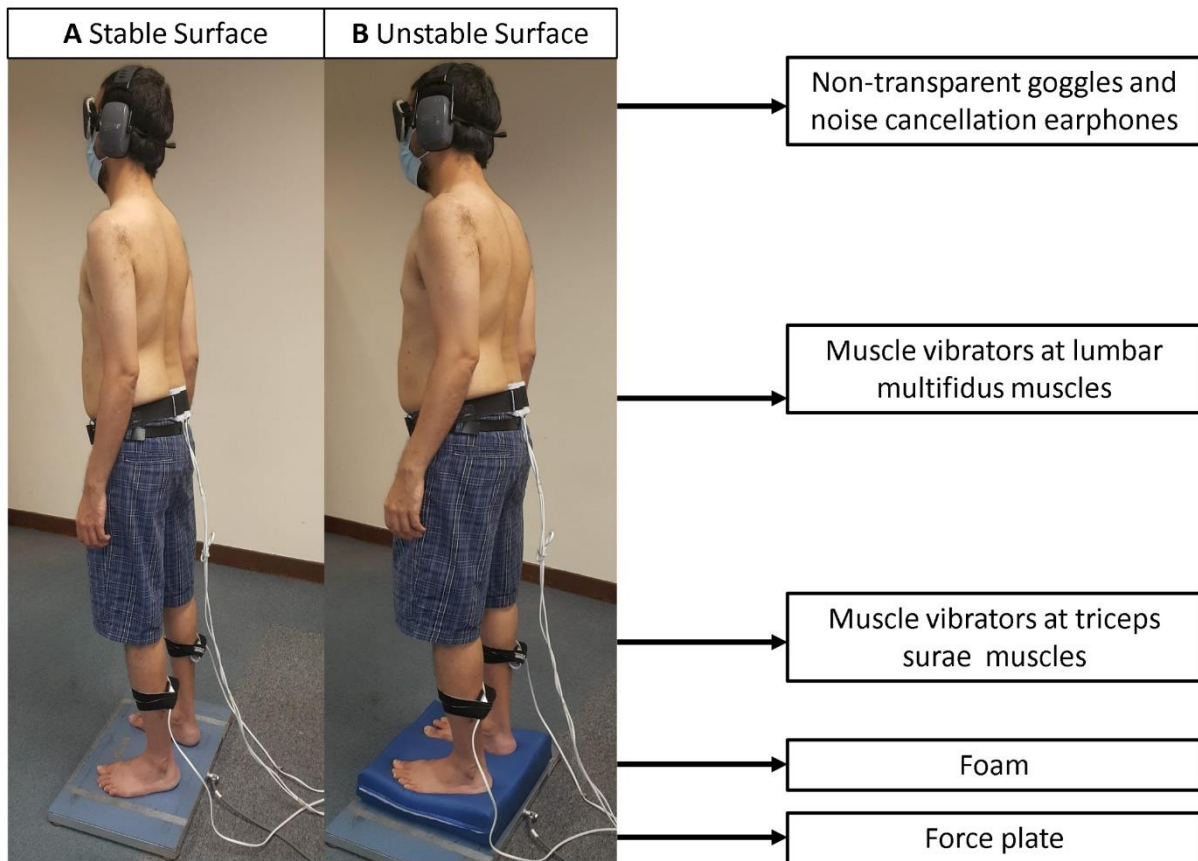 A Stable Surface
B Unstable Surface
Non-transparent goggles and
noise cancellation earphones
Muscle vibrators at lumbar
multifidus muscles
Muscle vibrators at triceps
surae muscles
Foam
Force plate